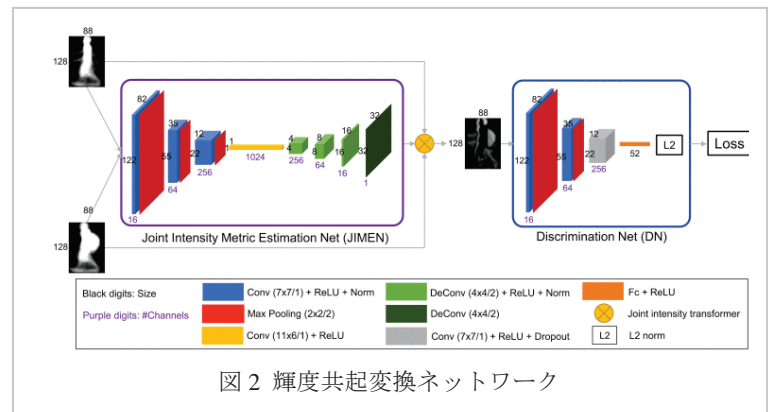 88
128
82
122
16
35
55
64
12
22
256
1
1
1024
4
4
256
8
8
64
16
16
16
32
32
1
Joint Intensity Metric Estimation Net (JIMEN)
88
128
88
128
82
122
16
35
55
64
12
22
256
52
L2
Loss
Discrimination Net (DN)
Black digits: Size
Purple digits: #Channels
Conv (7x7/1) + ReLU + Norm
Max Pooling (2x2/2)
Conv (11x6/1) + ReLU
DeConv (4x4/2) + ReLU + Norm
DeConv (4x4/2)
Conv (7x7/1) + ReLU + Dropout
Fc + ReLU
Joint intensity transformer
L2
L2 norm
図 2 輝度共起変換ネットワーク